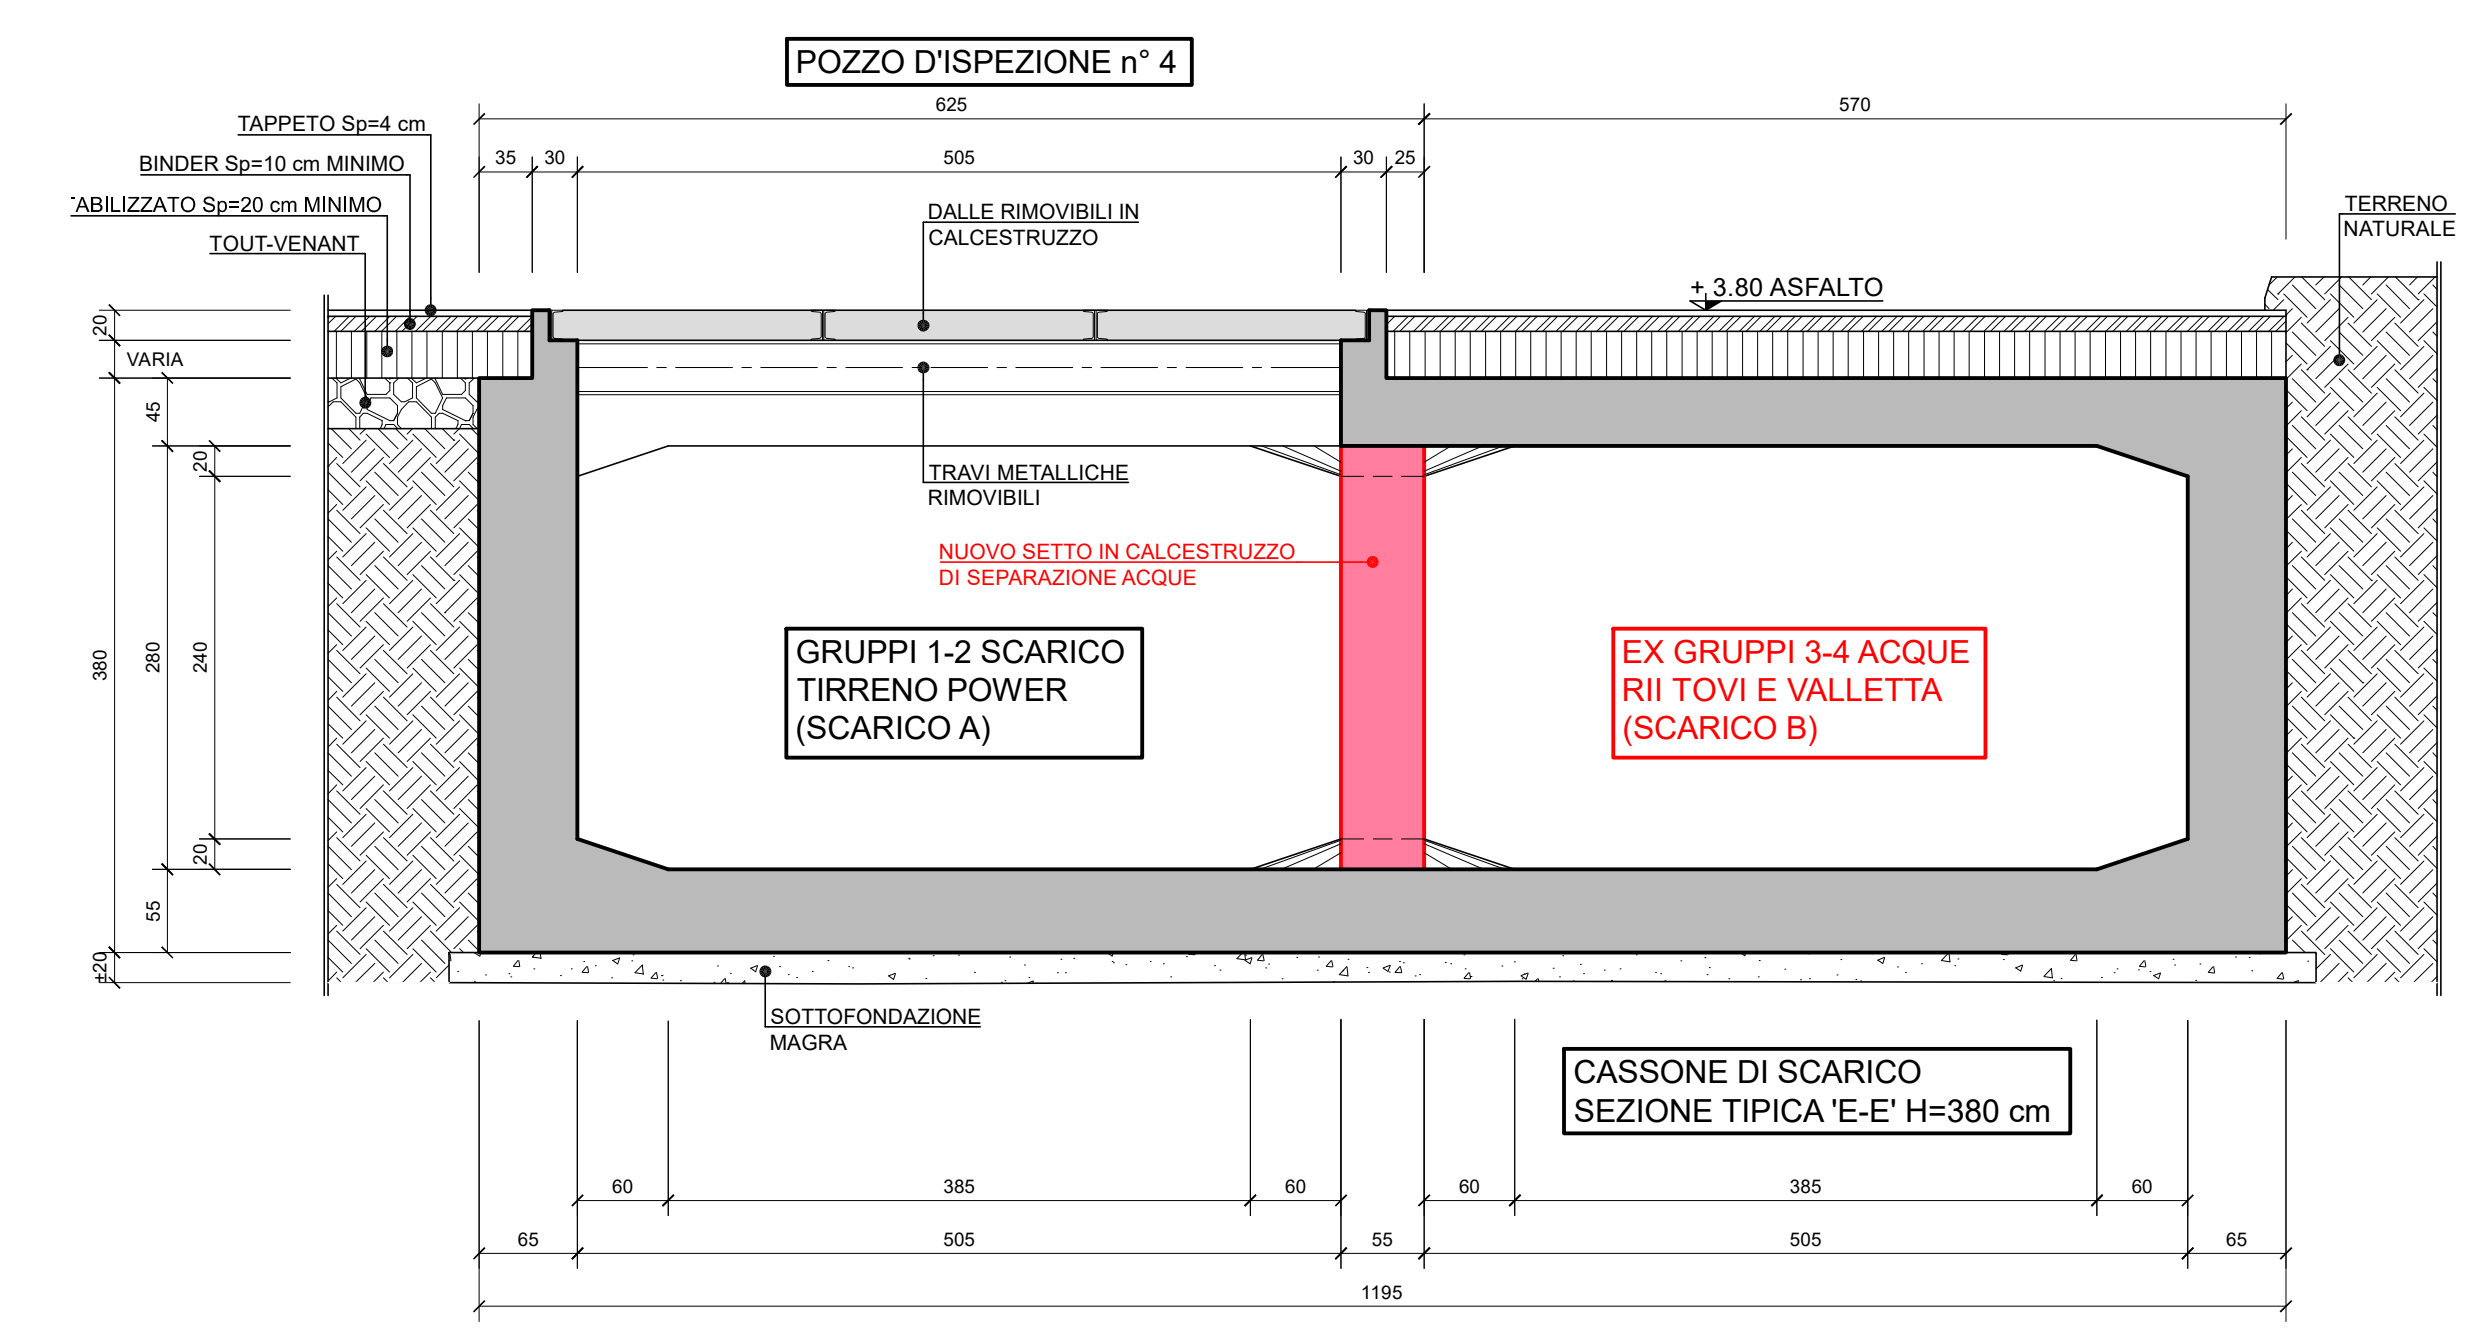 POZZO D'ISPEZIONE n° 4
625
570
TAPPETO Sp=4 cm
BINDER Sp=10 cm MINIMO
35
30
505
30
25
TABILIZZATO Sp=20 cm MINIMO
TOUT-VENANT
DALLE RIMOVIBILI IN
CALCESTRUZZO
TERRENO
NATURALE
+ 3.80 ASFALTO
20
VARIA
45
20
TRAVI METALLICHE
RIMOVIBILI
NUOVO SETTO IN CALCESTRUZZO
DI SEPARAZIONE ACQUE
380
280
240
GRUPPI 1-2 SCARICO
TIRRENO POWER
(SCARICO A)
EX GRUPPI 3-4 ACQUE
RII TOVI E VALLETTA
(SCARICO B)
20
55
±20
SOTTOFONDAZIONE
MAGRA
CASSONE DI SCARICO
SEZIONE TIPICA 'E-E' H=380 cm
60
385
60
60
385
60
65
505
55
505
65
1195